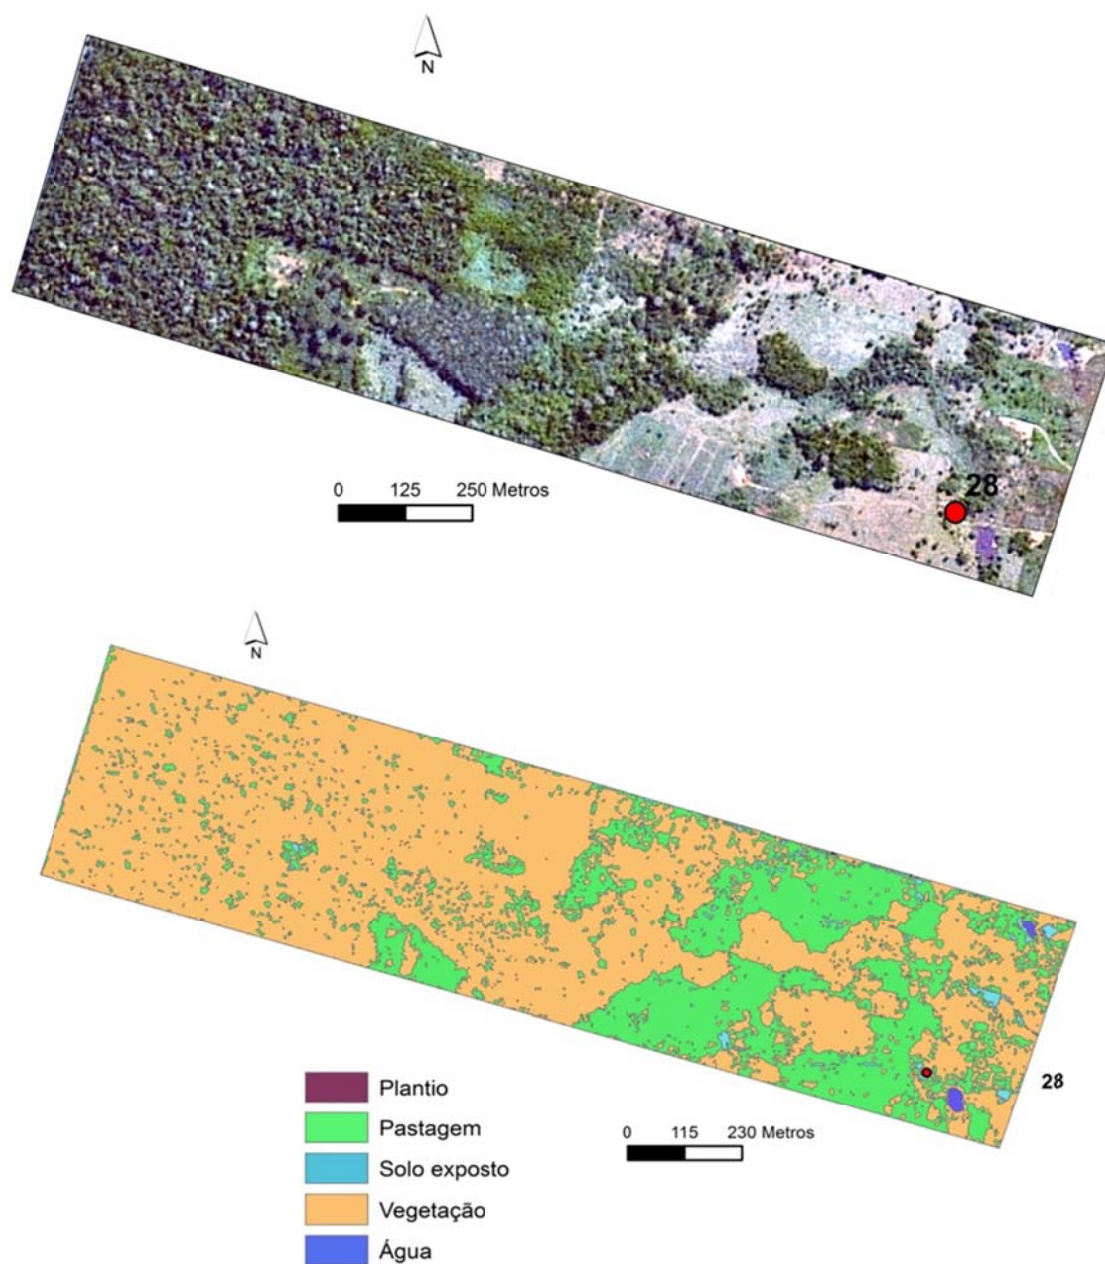 N
28
0 125 250 Metros
N
28
Plantio
Pastagem
Solo exposto
Vegetação
Água
0 115 230 Metros